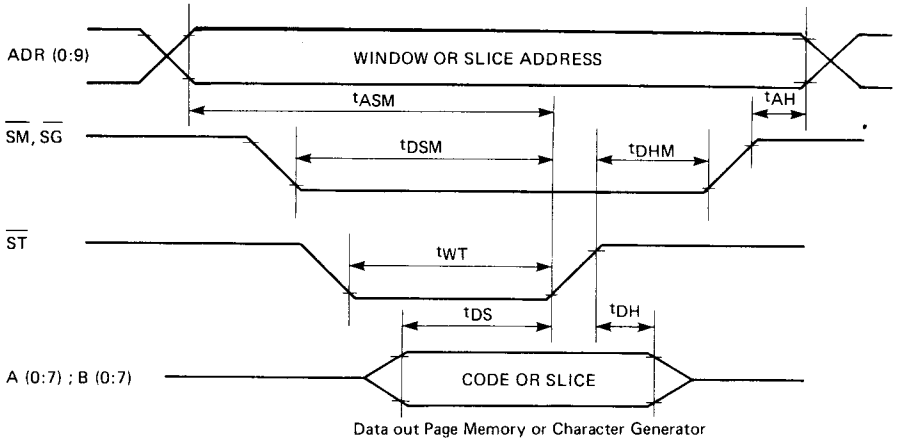 ADR (0:9)
WINDOW OR SLICE ADDRESS
tASM
tAH
SM, SG
tDSM
tDHM
ST
tWT
tDS
tDH
A (0:7) ; B (0:7)
CODE OR SLICE
Data out Page Memory or Character Generator